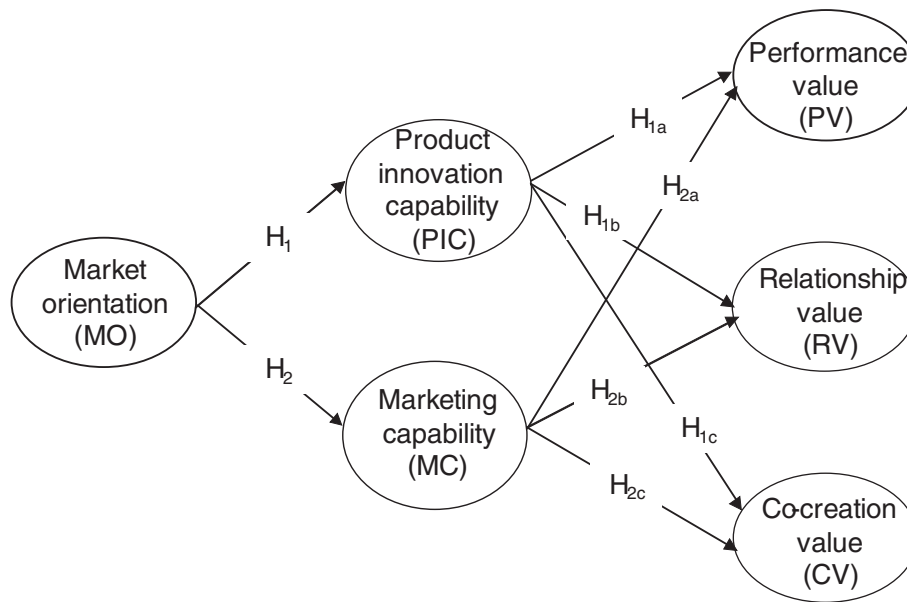 Market
orientation
(MO)
H1
H2
Product
innovation
capability
(PIC)
Marketing
capability
(MC)
H1a
H2a
H1b
H2b
H1c
H2c
Performance
value
(PV)
Relationship
value
(RV)
Co-creation
value
(CV)